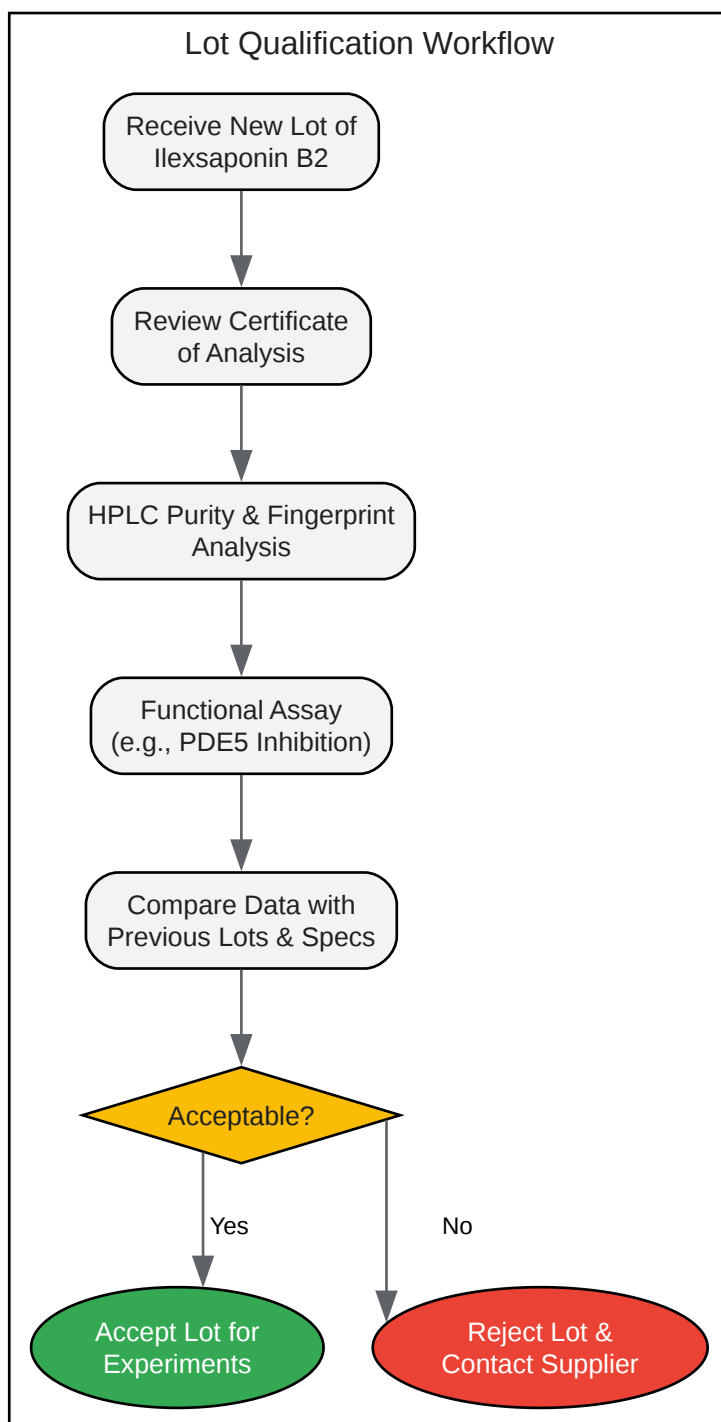 Lot Qualification Workflow
Receive New Lot of
Ilexsaponin B2
Review Certificate
of Analysis
HPLC Purity & Fingerprint
Analysis
Functional Assay
(e.g., PDE5 Inhibition)
Compare Data with
Previous Lots & Specs
Acceptable?
Yes
No
Accept Lot for
Experiments
Reject Lot &
Contact Supplier